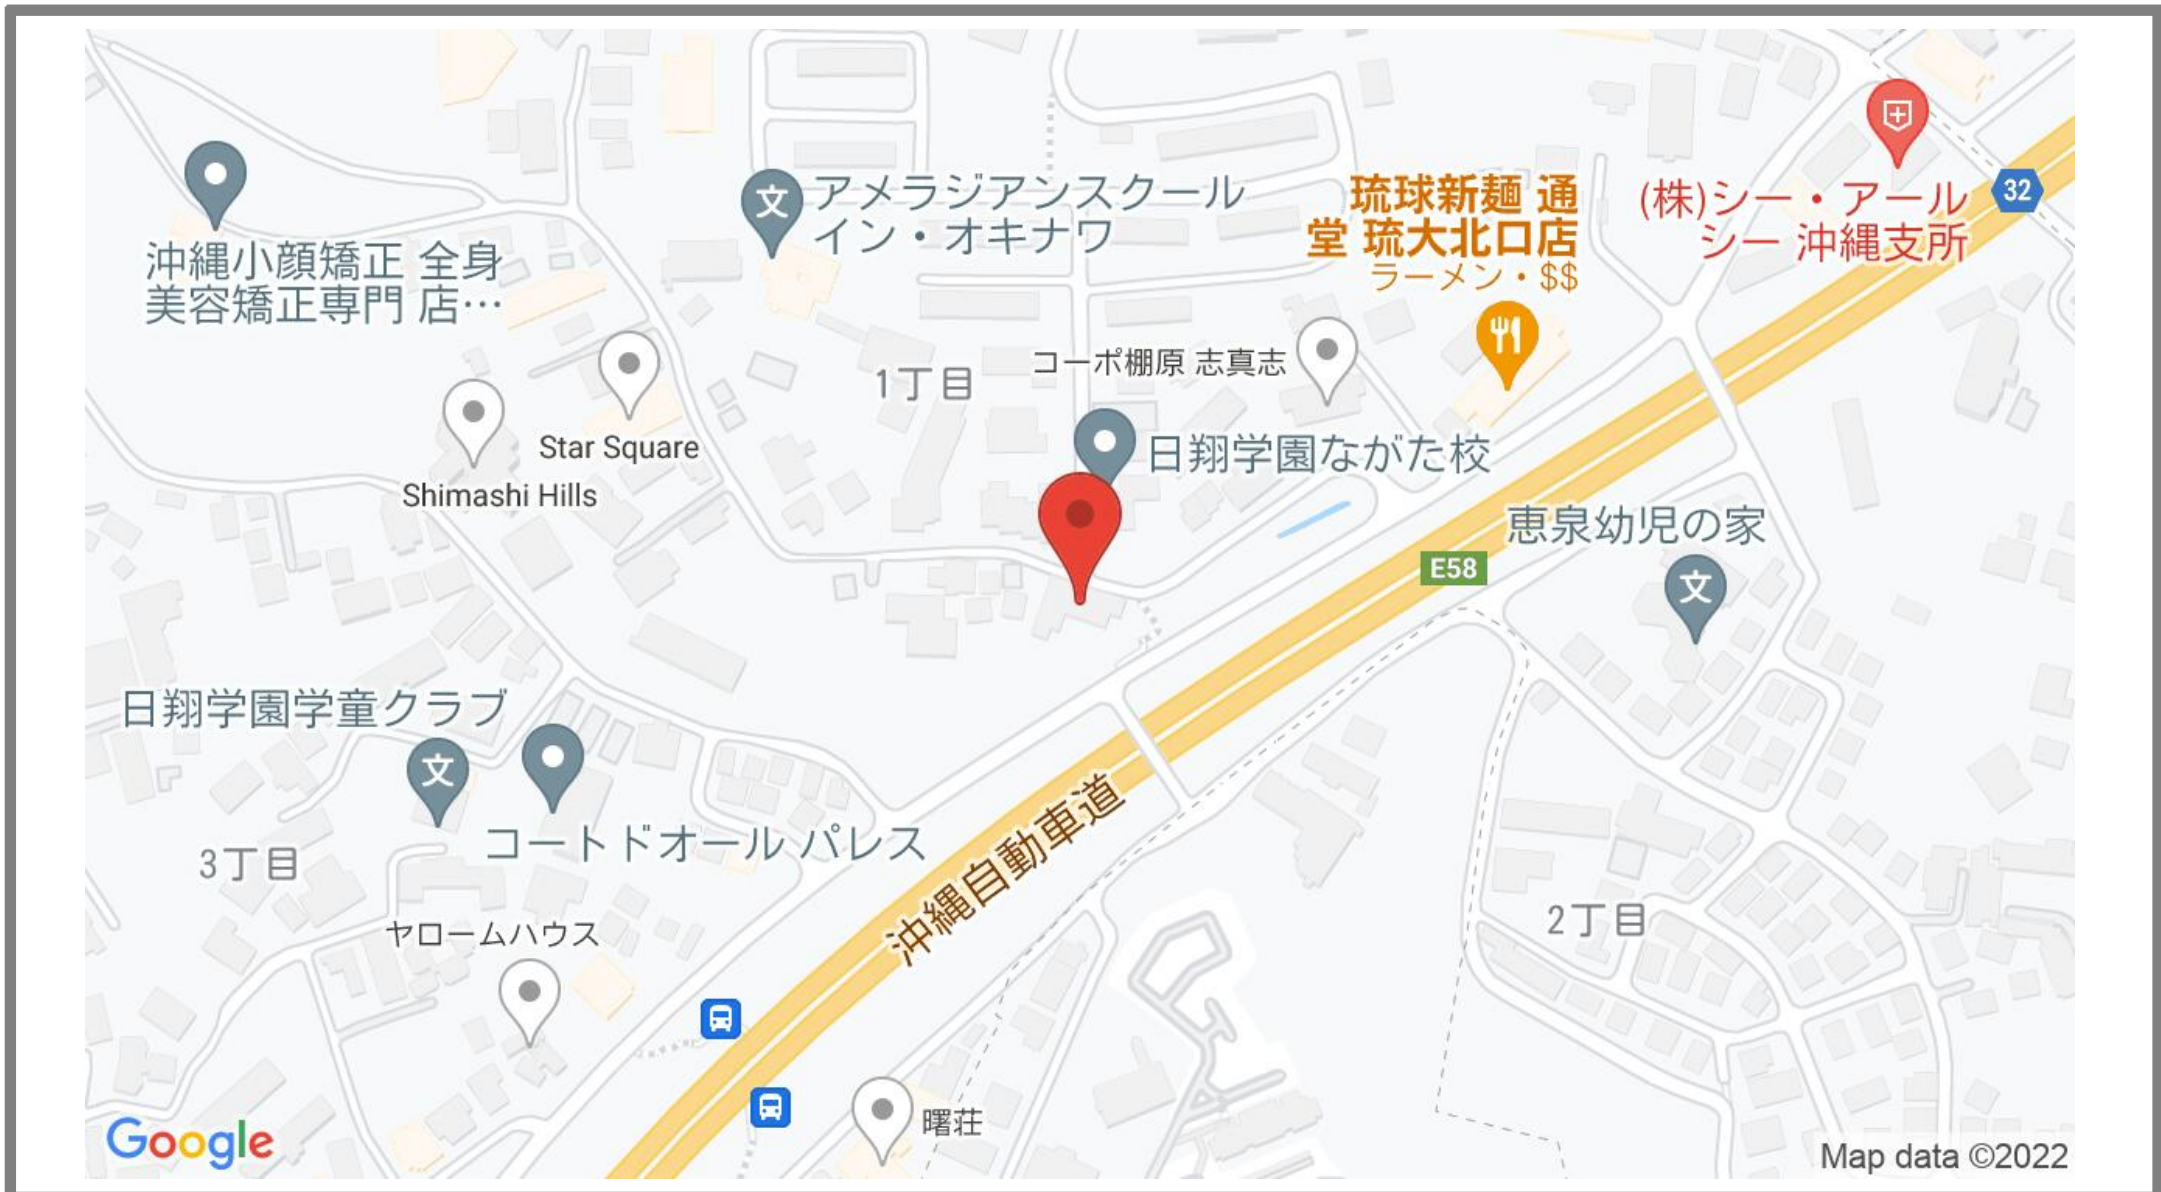 32
(株)シー・アール
シー 沖縄支所
琉球新麺 通
堂 琉大北口店
ラーメン・$$
文
アメラジアンスクール
イン・オキナワ
沖縄小顔矯正 全身
美容矯正専門 店…
コーポ棚原 志真志
1丁目
Star Square
日翔学園ながた校
Shimashi Hills
恵泉幼児の家
E58
文
日翔学園学童クラブ
文
コートドオール パレス
沖縄自動車道
3丁目
2丁目
ヤロームハウス
曙荘
Google
Map data ©2022